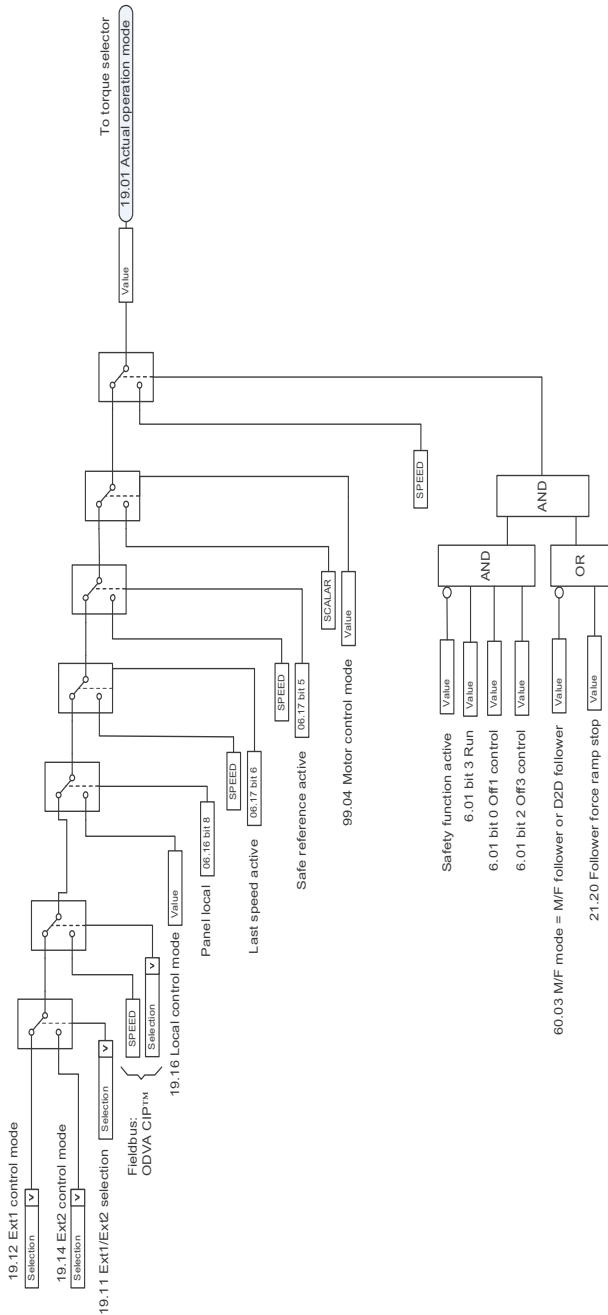 19.12 Ext1 control mode
Selection
19.14 Ext2 control mode
Selection
19.11 Ext1/Ext2 selection
Selection
Fieldbus:
ODVA CIP™
SPEED
Selection
19.16 Local control mode
Value
Panel local
06.16 bit 8
SPEED
Last speed active
06.17 bit 6
SPEED
Safe reference active
06.17 bit 5
SCALAR
99.04 Motor control mode
Value
SPEED
Value
19.01 Actual operation mode
To torque selector
Safety function active
Value
6.01 bit 3 Run
Value
6.01 bit 0 Off1 control
Value
6.01 bit 2 Off3 control
Value
AND
60.03 M/F mode = M/F follower or D2D follower
Value
21.20 Follower force ramp stop
Value
OR
AND